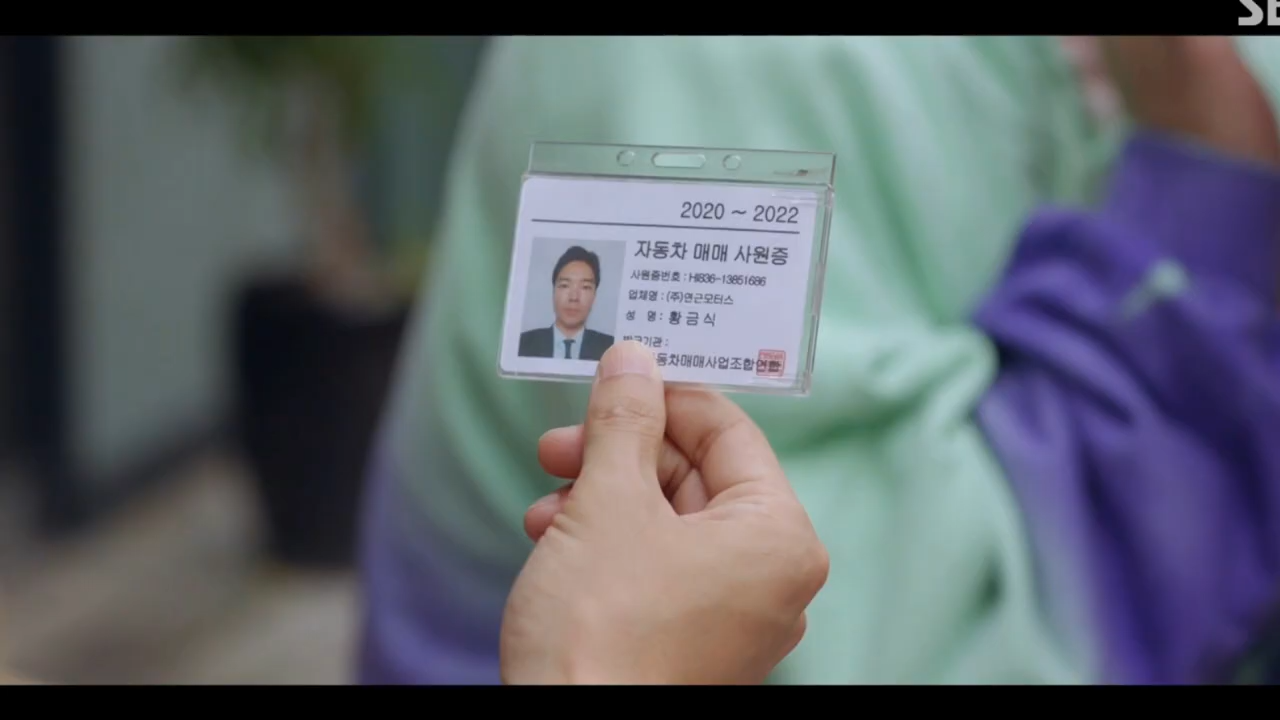 2020 ~ 2022
자동차 매매 사원증
사원증번호 : HI836-13851686
업체명 : (주)연근모터스
성 명 : 황금식
발급기관 :
동차매매사업조합연합